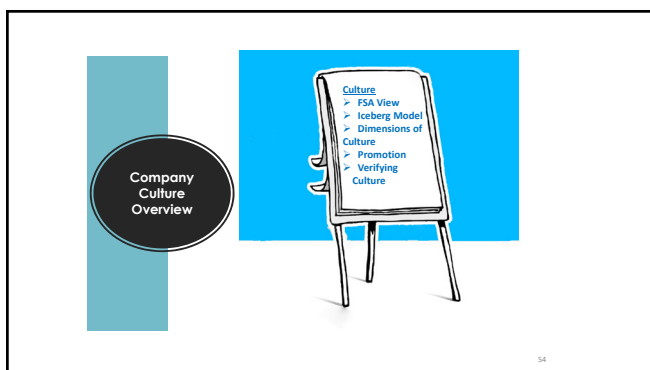 Company
Culture
Overview
Culture
➢ FSA View
➢ Iceberg Model
➢ Dimensions of
Culture
➢ Promotion
➢ Verifying
Culture
54